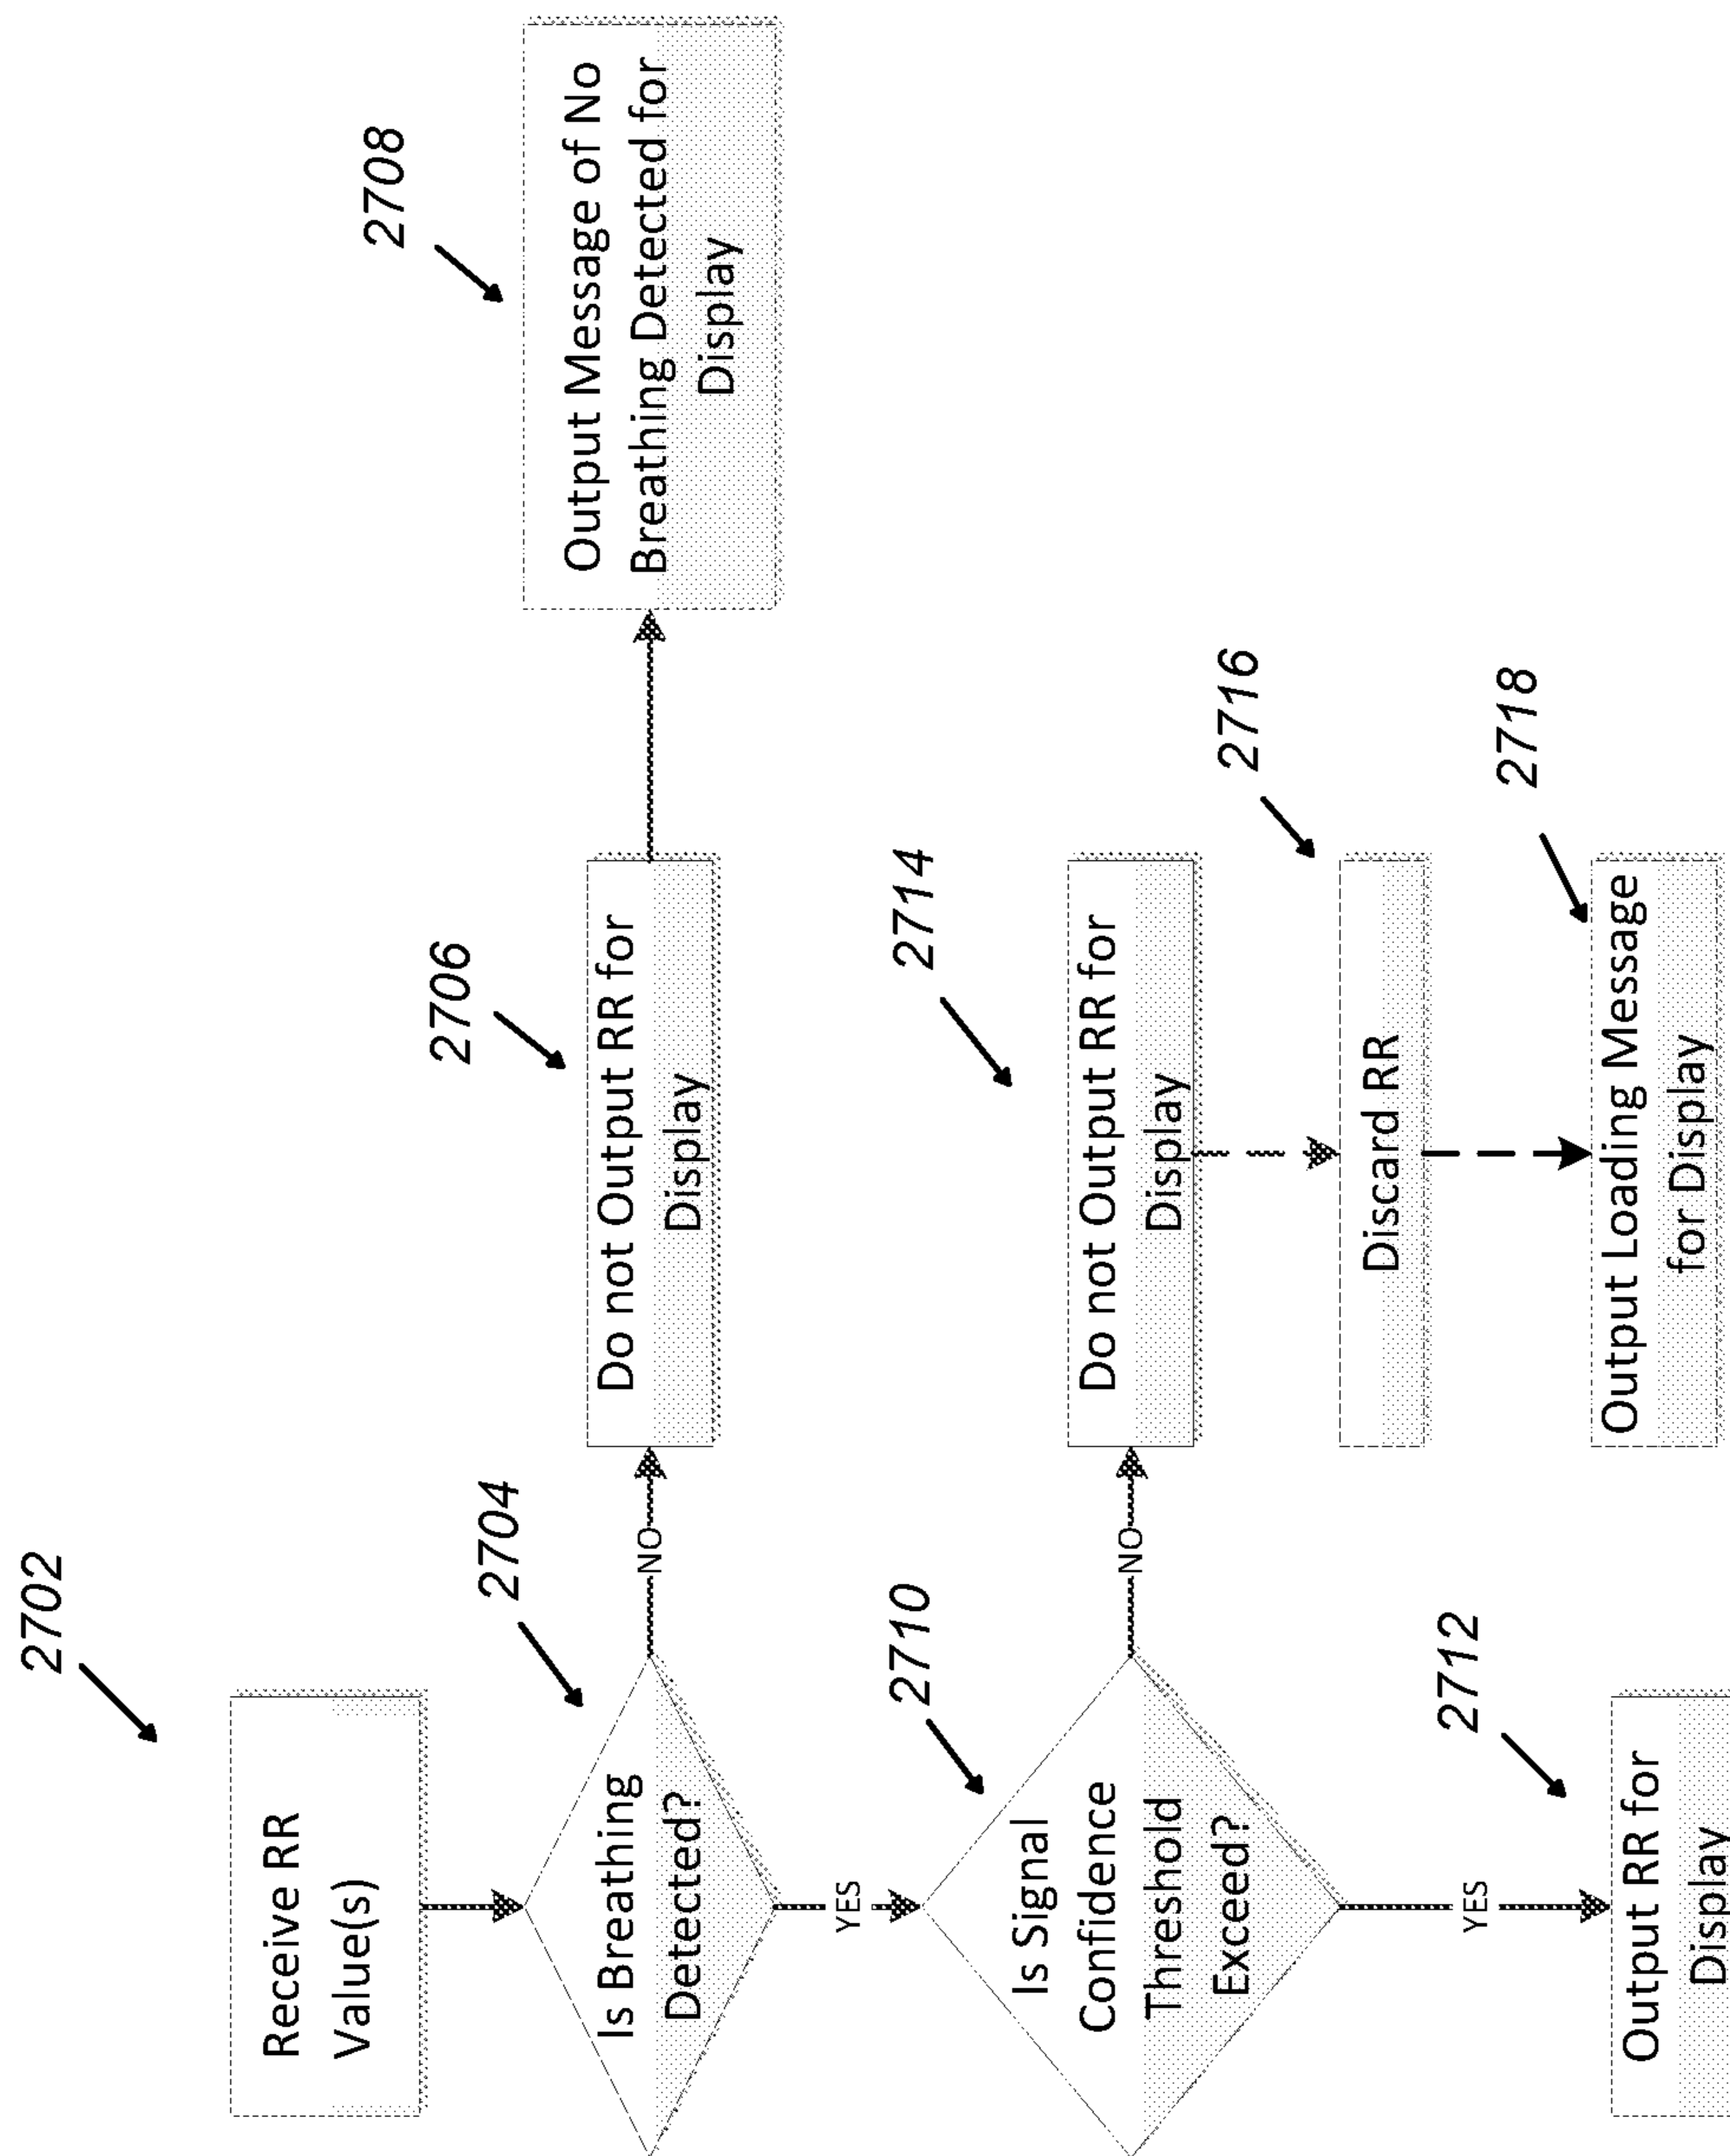 2702
Receive RR
Value(s)
2704
Is Breathing
Detected?
NO
2706
Do not Output RR for
Display
2708
Output Message of No
Breathing Detected for
Display
YES
2710
Is Signal
Confidence
Threshold
Exceed?
NO
2714
Do not Output RR for
Display
2716
Discard RR
2718
Output Loading Message
for Display
YES
2712
Output RR for
Display